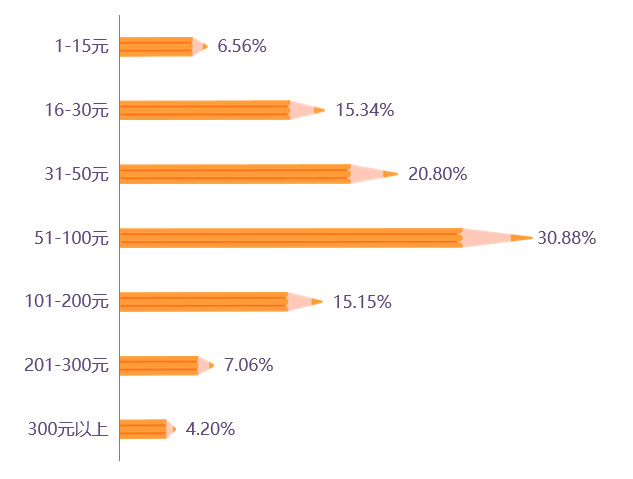 1-15元 6.56%
16-30元 15.34%
31-50元 20.80%
51-100元 30.88%
101-200元 15.15%
201-300元 7.06%
300元以上 4.20%